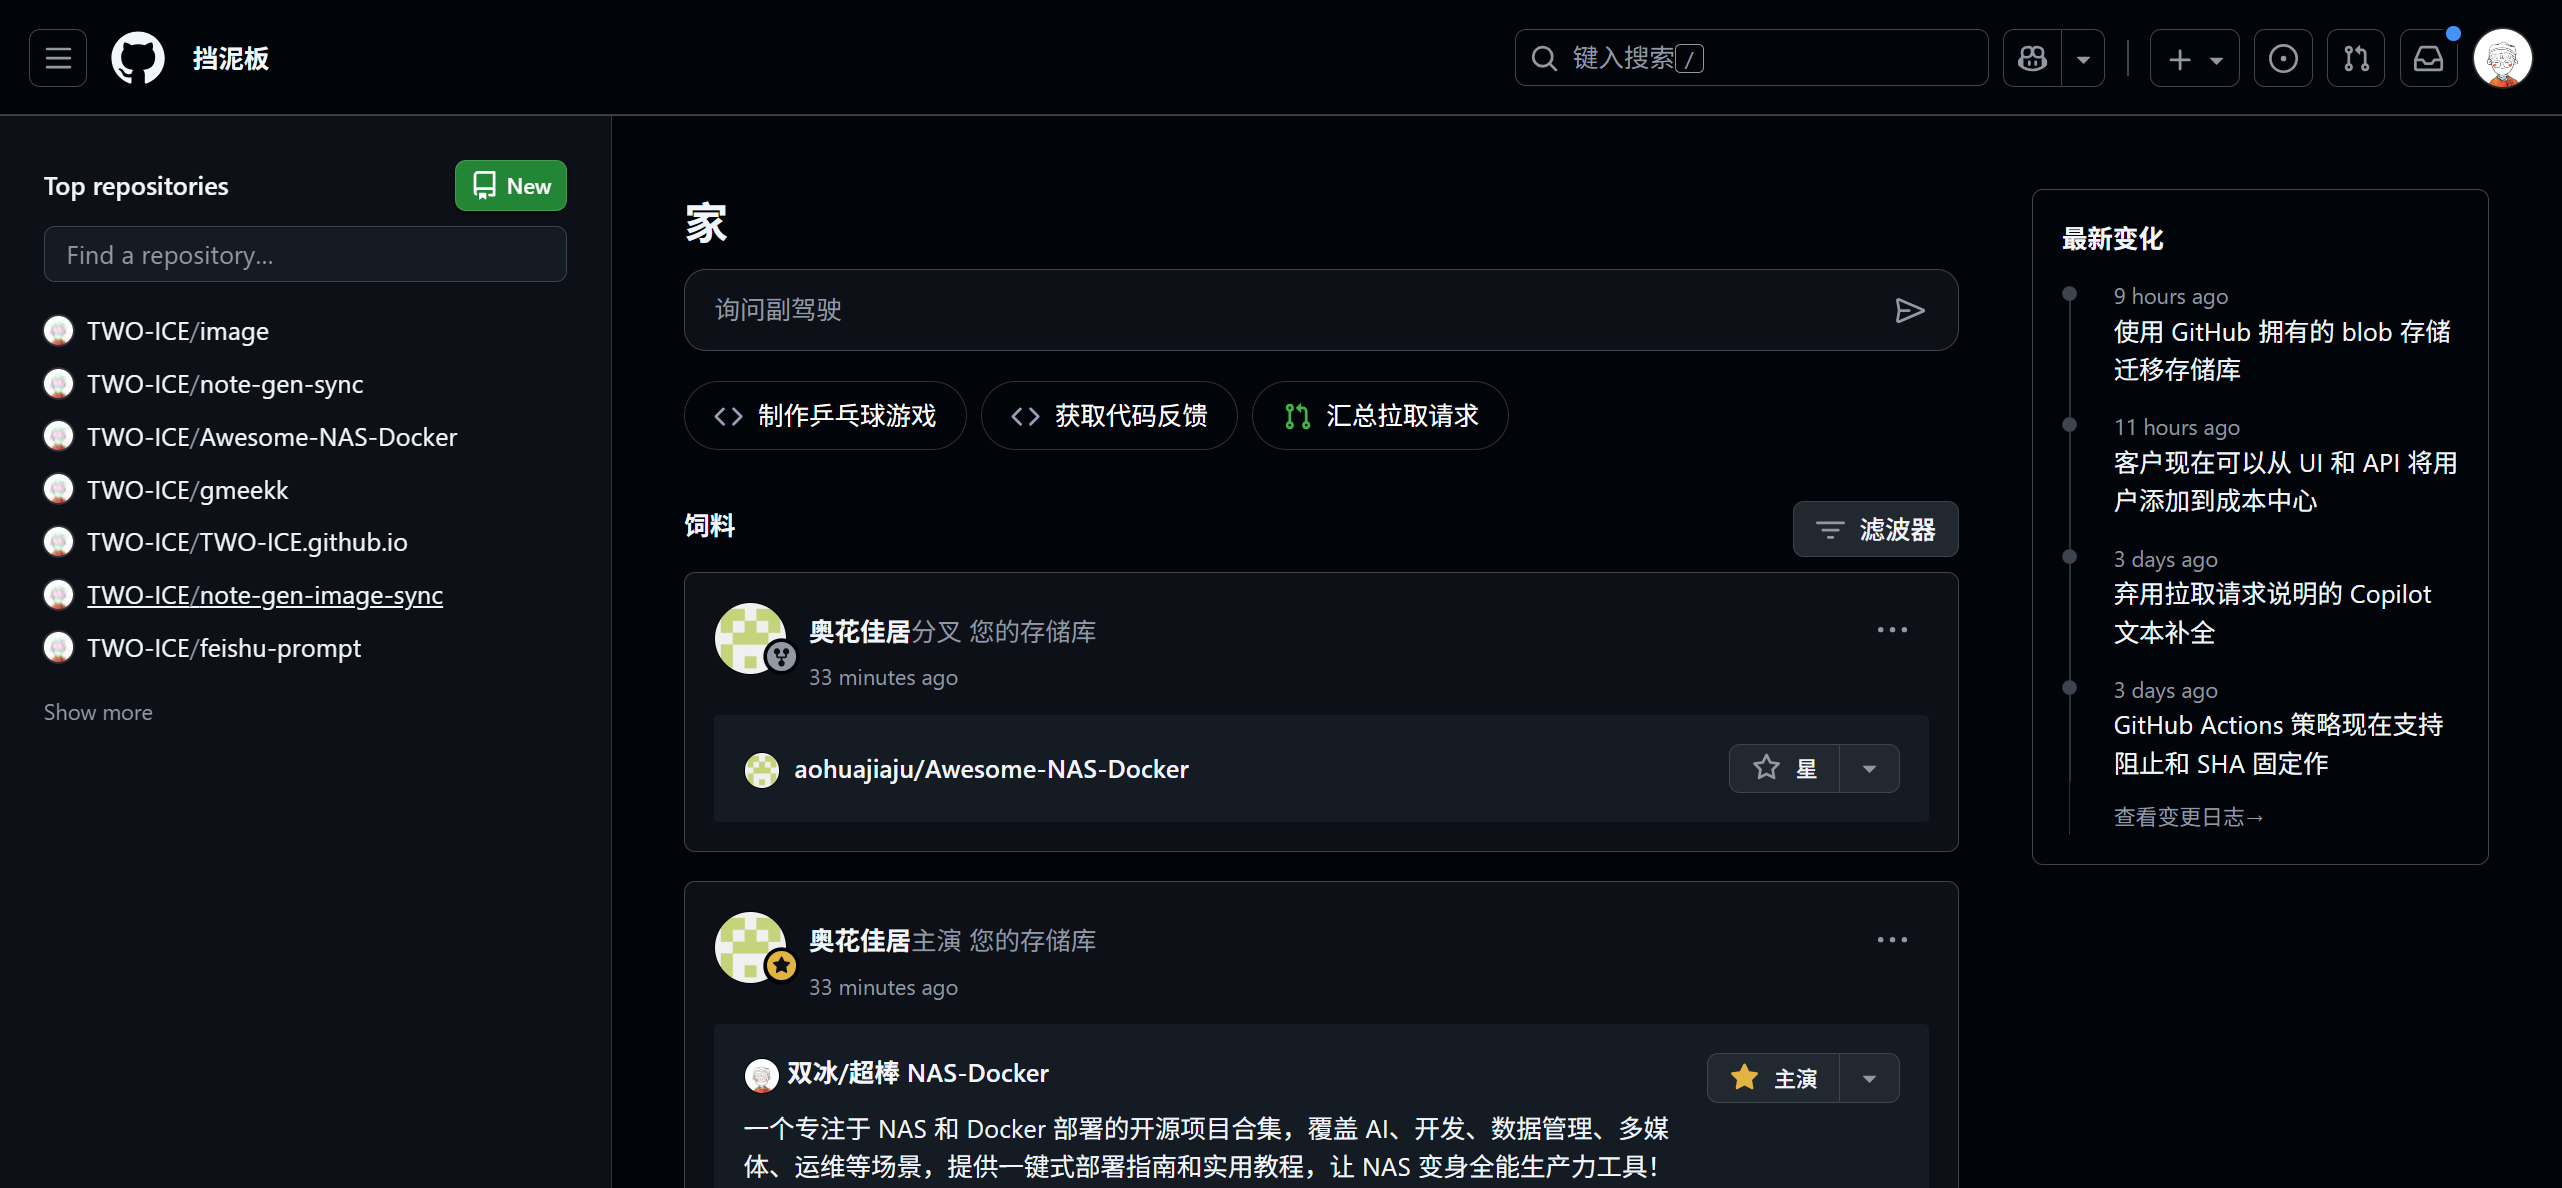 挡泥板
键入搜索 /
Top repositories
New
Find a repository...
TWO-ICE/image
TWO-ICE/note-gen-sync
TWO-ICE/Awesome-NAS-Docker
TWO-ICE/gmeekk
TWO-ICE/TWO-ICE.github.io
TWO-ICE/note-gen-image-sync
TWO-ICE/feishu-prompt
Show more
家
询问副驾驶
制作乒乓球游戏
获取代码反馈
汇总拉取请求
饲料
滤波器
奥花佳居分叉 您的存储库
33 minutes ago
aohuajiaju/Awesome-NAS-Docker
星
奥花佳居主演 您的存储库
33 minutes ago
双冰/超棒 NAS-Docker
主演
一个专注于 NAS 和 Docker 部署的开源项目合集，覆盖 AI、开发、数据管理、多媒
体、运维等场景，提供一键式部署指南和实用教程，让 NAS 变身全能生产力工具！
最新变化
9 hours ago
使用 GitHub 拥有的 blob 存储
迁移存储库
11 hours ago
客户现在可以从 UI 和 API 将用
户添加到成本中心
3 days ago
弃用拉取请求说明的 Copilot
文本补全
3 days ago
GitHub Actions 策略现在支持
阻止和 SHA 固定作
查看变更日志→